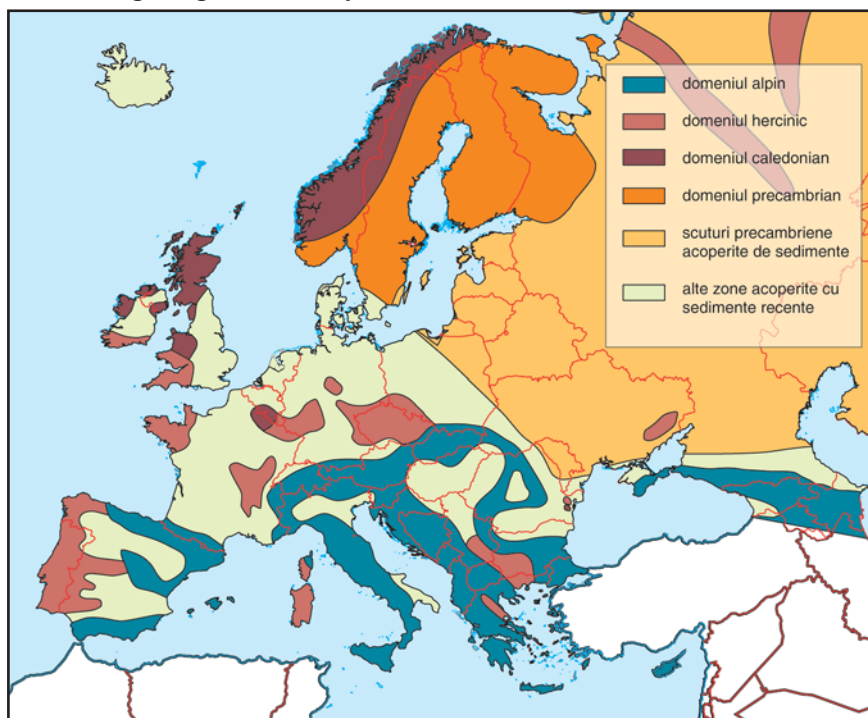 domeniul alpin
domeniul hercinic
domeniul caledonian
domeniul precambrian
scuturi precambriene
acoperite de sedimente
alte zone acoperite cu
sedimente recente